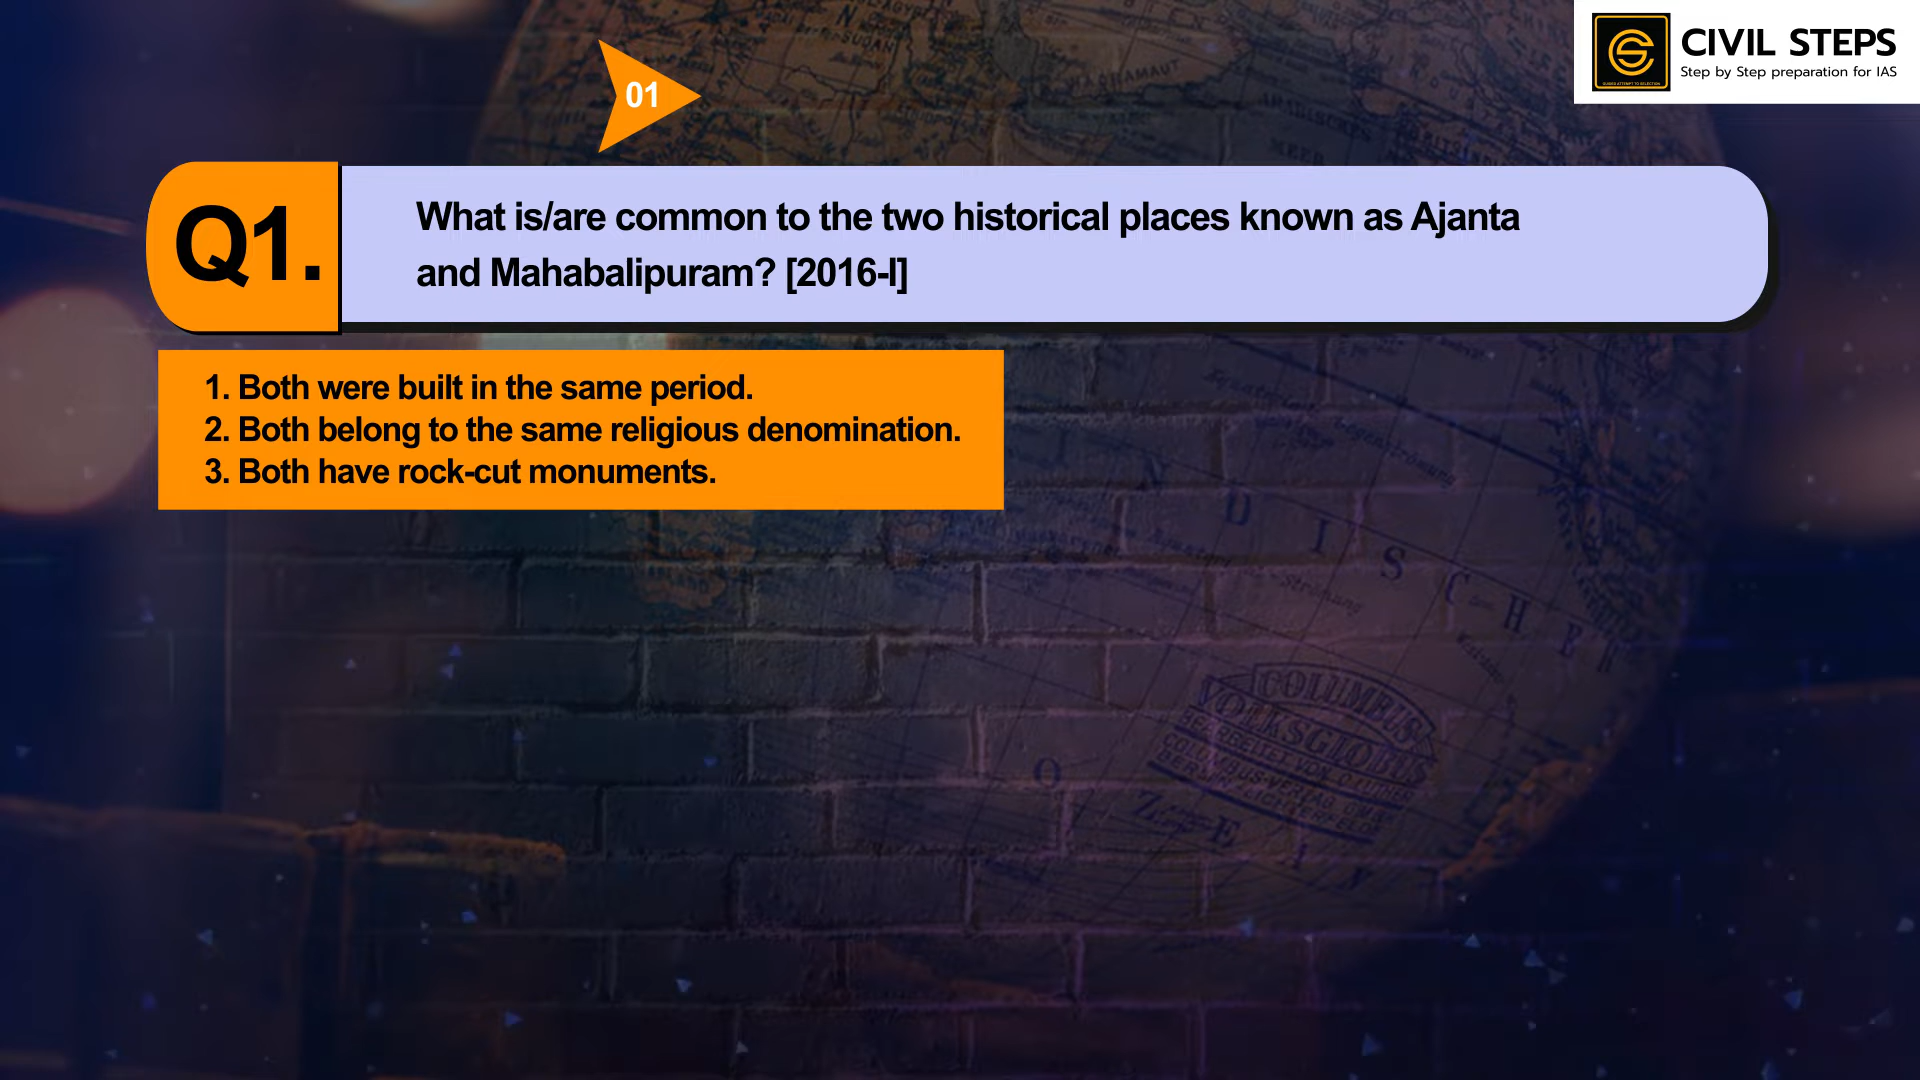 01
CIVIL STEPS
Step by Step preparation for IAS
Q1.
What is/are common to the two historical places known as Ajanta
and Mahabalipuram? [2016-I]
1. Both were built in the same period.
2. Both belong to the same religious denomination.
3. Both have rock-cut monuments.
COLUMBUS
VOLKSGLOBUS